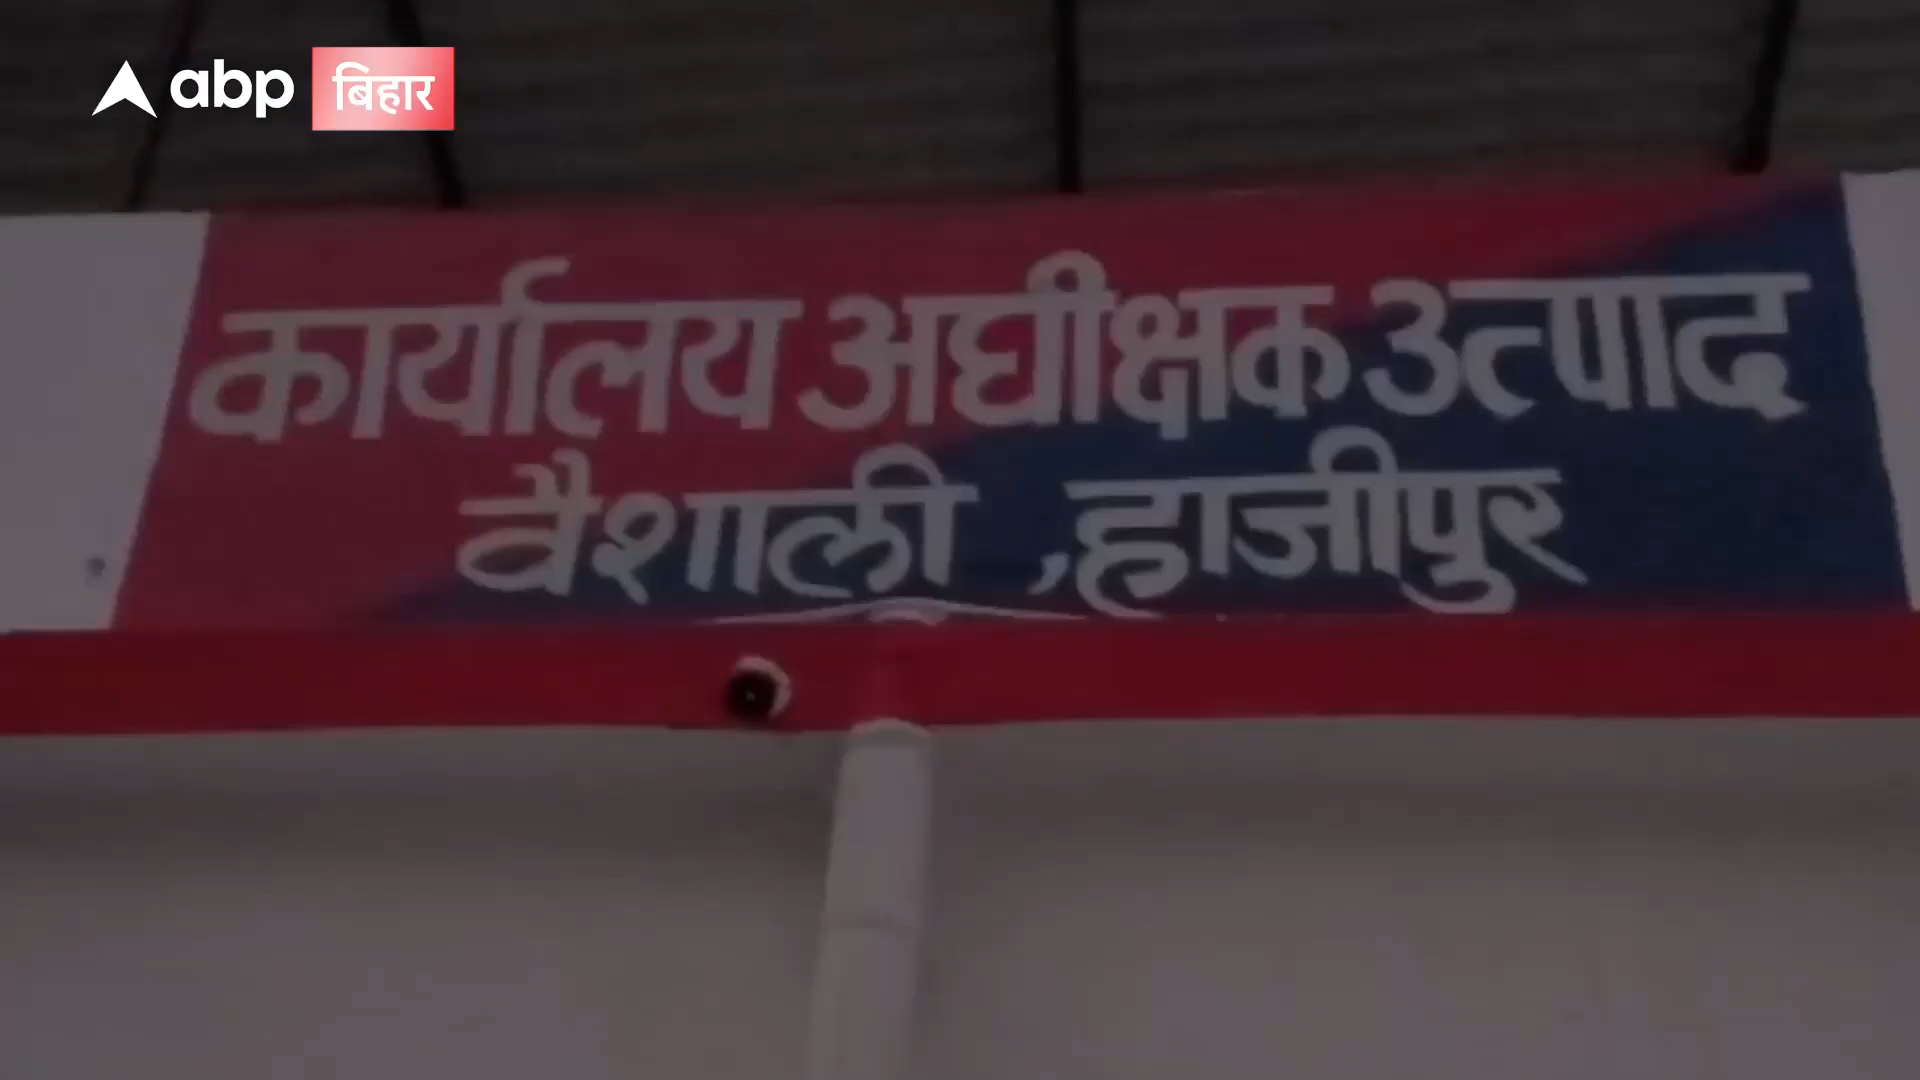 abp बिहार
कार्यालय अधीक्षक उत्पाद
वैशाली ,हाजीपुर